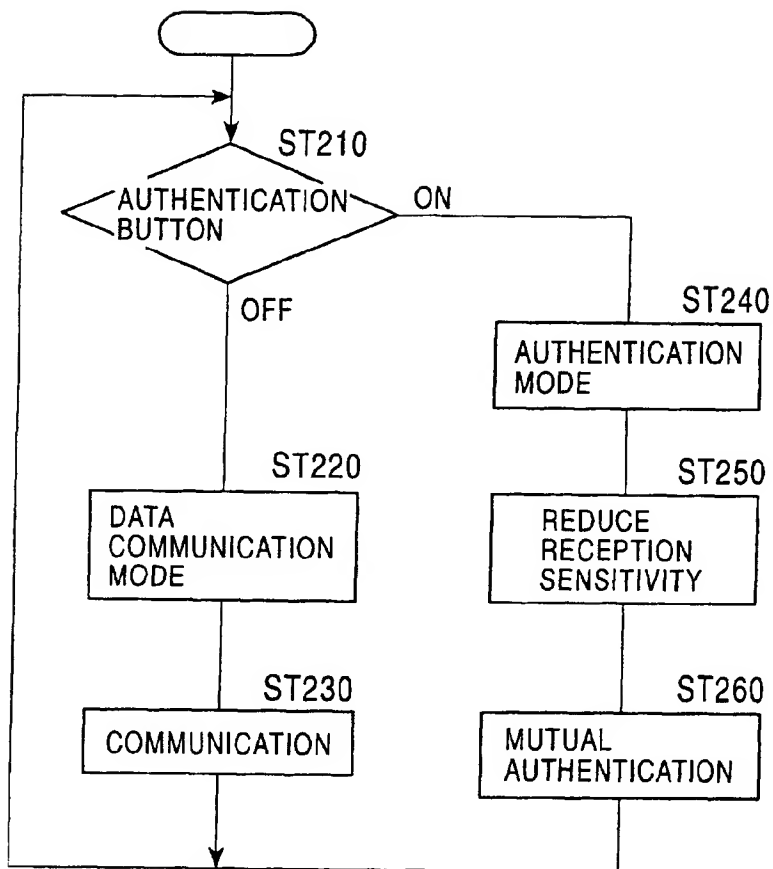 ST210
AUTHENTICATION
BUTTON
ON
OFF
ST220
DATA
COMMUNICATION
MODE
ST230
COMMUNICATION
ST240
AUTHENTICATION
MODE
ST250
REDUCE
RECEPTION
SENSITIVITY
ST260
MUTUAL
AUTHENTICATION